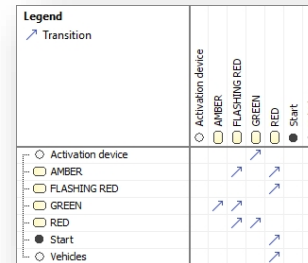 Legend
Transition
Activation device
AMBER
FLASHING RED
GREEN
RED
Start
Activation device
AMBER
FLASHING RED
GREEN
RED
Start
Vehicles